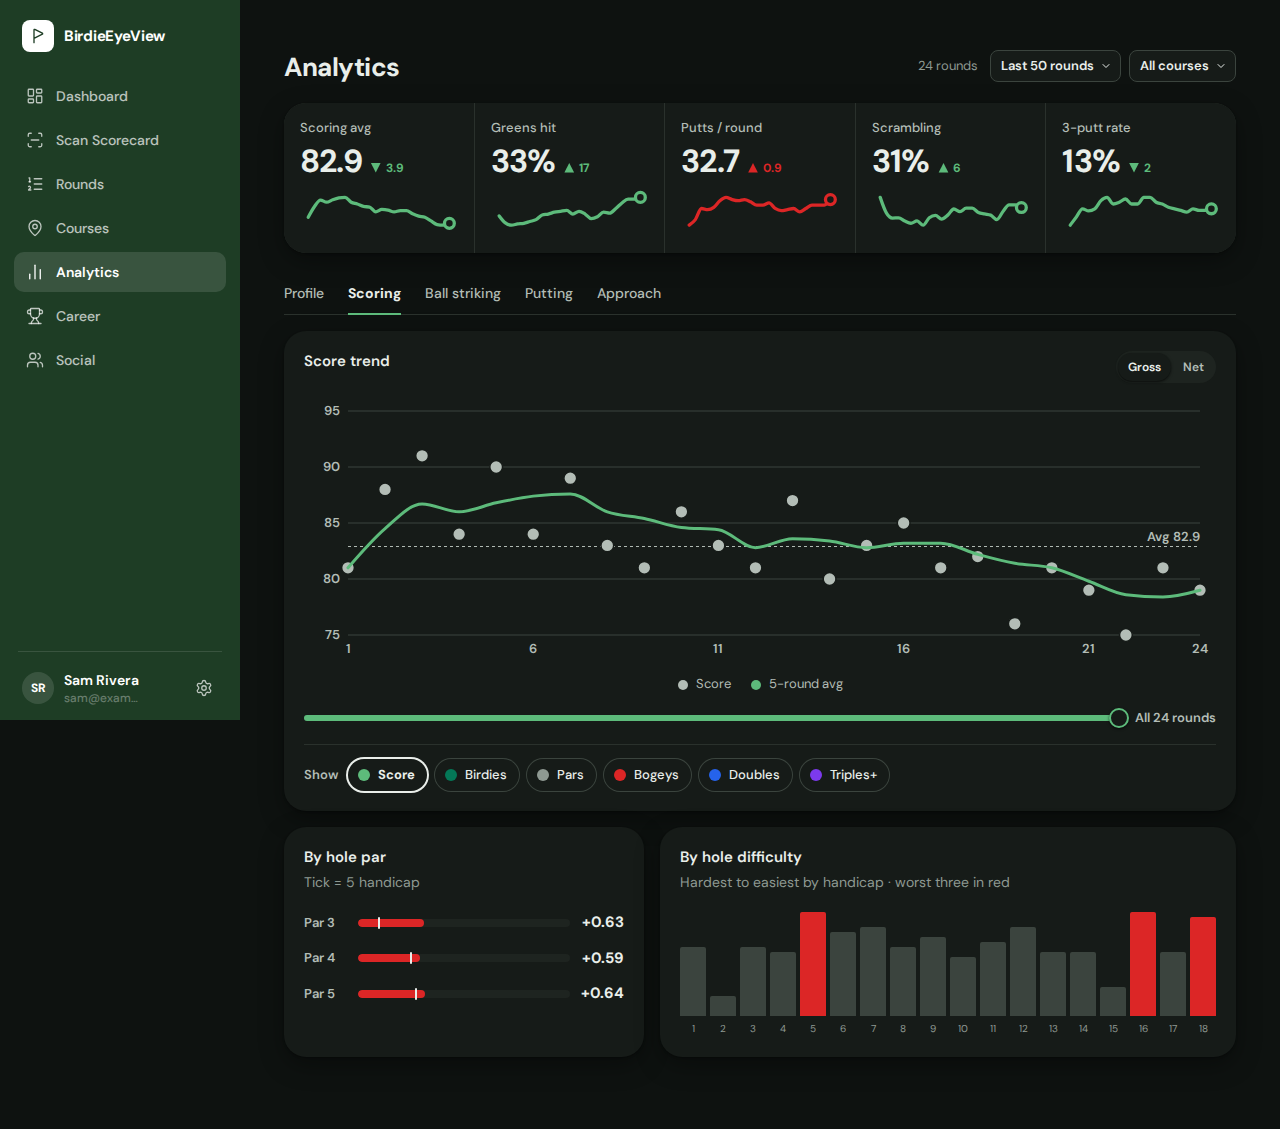 BirdieEyeView
Dashboard
Scan Scorecard
Rounds
Courses
Analytics
Career
Social
SR
Sam Rivera
sam@exam...
Analytics
24 rounds
Last 50 rounds
All courses
Scoring avg
82.9 ▼ 3.9
Greens hit
33% ▲ 17
Putts / round
32.7 ▲ 0.9
Scrambling
31% ▲ 6
3-putt rate
13% ▼ 2
Profile
Scoring
Ball striking
Putting
Approach
Score trend
Gross
Net
95
90
85
80
75
Avg 82.9
1
6
11
16
21
24
Score
5-round avg
All 24 rounds
Show
Score
Birdies
Pars
Bogeys
Doubles
Triples+
By hole par
Tick = 5 handicap
Par 3 +0.63
Par 4 +0.59
Par 5 +0.64
By hole difficulty
Hardest to easiest by handicap · worst three in red
1 2 3 4 5 6 7 8 9 10 11 12 13 14 15 16 17 18